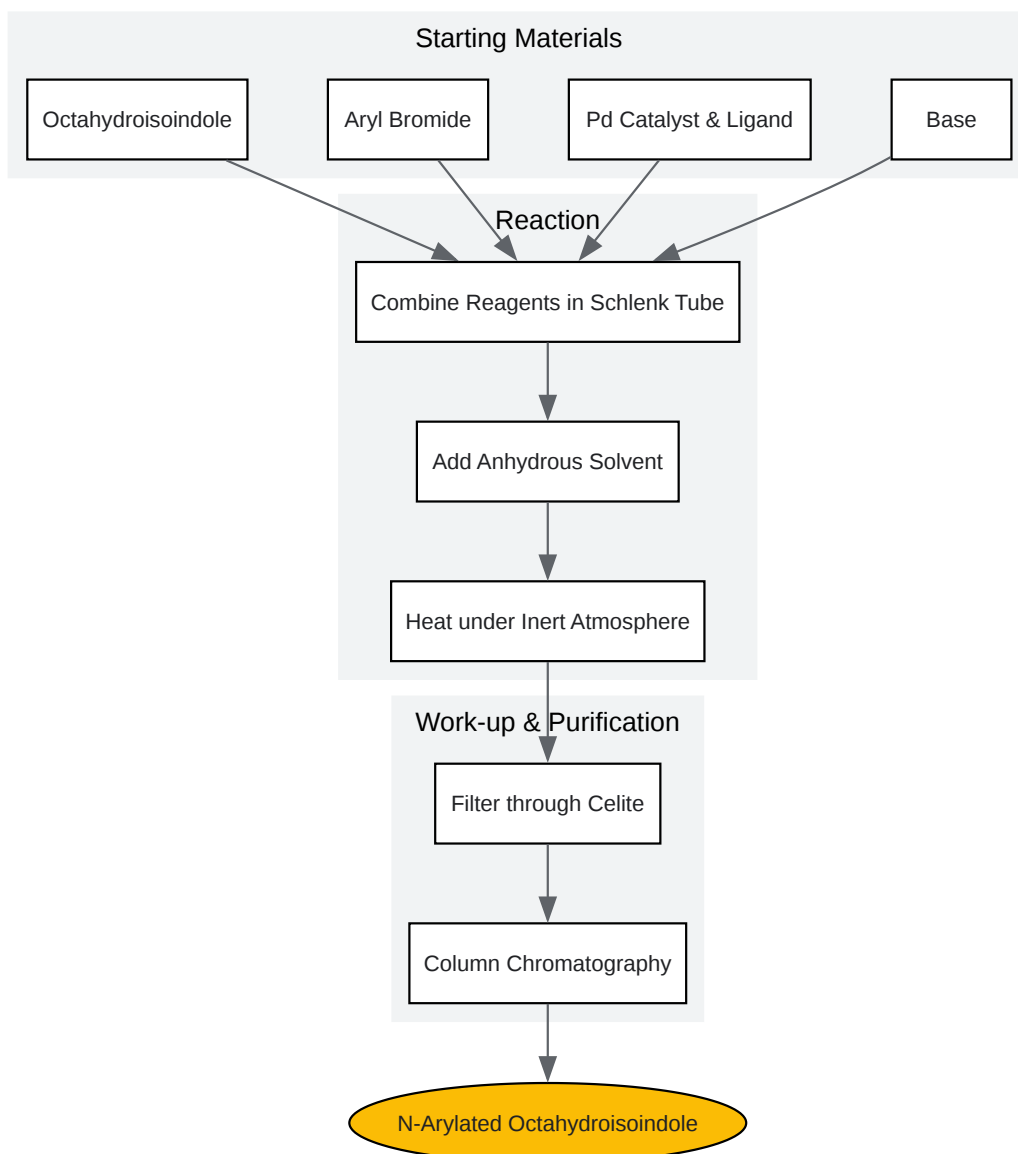 Starting Materials
Octahydroisoindole
Aryl Bromide
Pd Catalyst & Ligand
Base
Reaction
Combine Reagents in Schlenk Tube
Add Anhydrous Solvent
Heat under Inert Atmosphere
Work-up & Purification
Filter through Celite
Column Chromatography
N-Arylated Octahydroisoindole